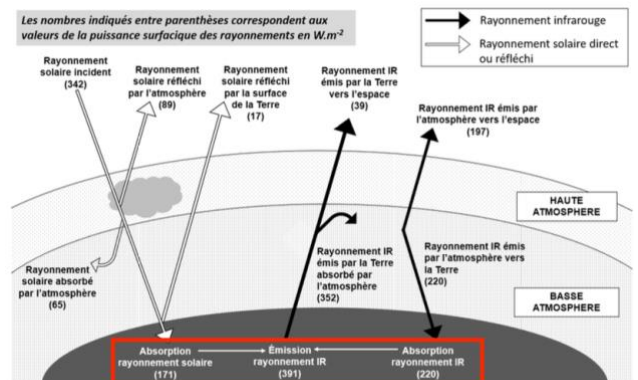 Les nombres indiqués entre parenthèses correspondent aux
valeurs de la puissance surfacique des rayonnements en W.m-2
Rayonnement infrarouge
Rayonnement solaire direct
ou réfléchi
Rayonnement
solaire incident
(342)
Rayonnement
solaire réfléchi
par l'atmosphère
(89)
Rayonnement
solaire réfléchi
par la surface
de la Terre
(17)
Rayonnement IR
émis par la Terre
vers l'espace
(39)
Rayonnement IR émis par
l'atmosphère vers l'espace
(197)
HAUTE
ATMOSPHERE
Rayonnement
solaire absorbé
par l'atmosphère
(65)
Rayonnement IR
émis par la Terre
absorbé par
l'atmosphère
(352)
Rayonnement IR émis
par l'atmosphère vers
la Terre
(220)
BASSE
ATMOSPHERE
Absorption
rayonnement solaire
(171)
Émission
rayonnement IR
(391)
Absorption
rayonnement IR
(220)